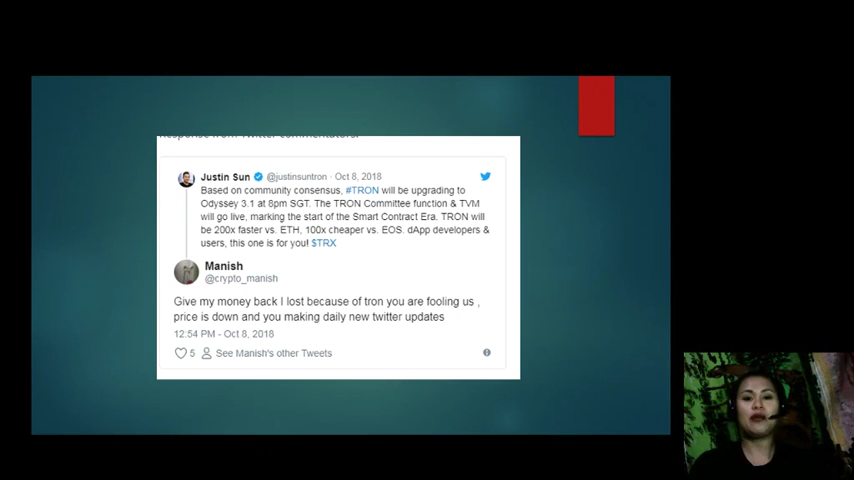 Response from Twitter commentators:
Justin Sun @justinsuntron · Oct 8, 2018
Based on community consensus, #TRON will be upgrading to
Odyssey 3.1 at 8pm SGT. The TRON Committee function & TVM
will go live, marking the start of the Smart Contract Era. TRON will
be 200x faster vs. ETH, 100x cheaper vs. EOS. dApp developers &
users, this one is for you! $TRX
Manish
@crypto_manish
Give my money back I lost because of tron you are fooling us ,
price is down and you making daily new twitter updates
12:54 PM - Oct 8, 2018
5 See Manish's other Tweets